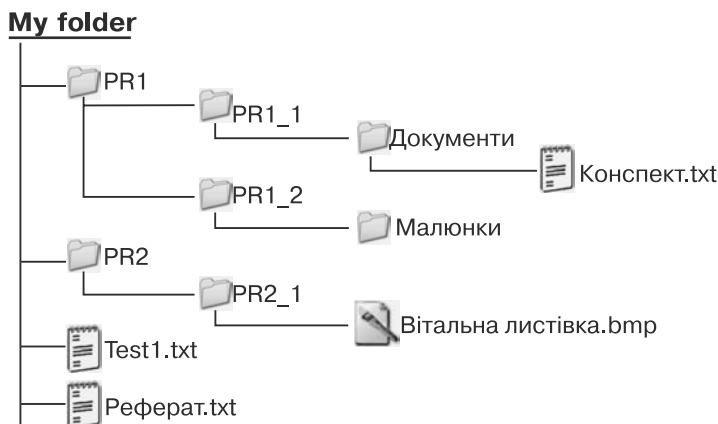 My folder
PR1
PR1_1
Документи
Конспект.txt
PR1_2
Малюнки
PR2
PR2_1
Вітальна листівка.bmp
Test1.txt
Реферат.txt